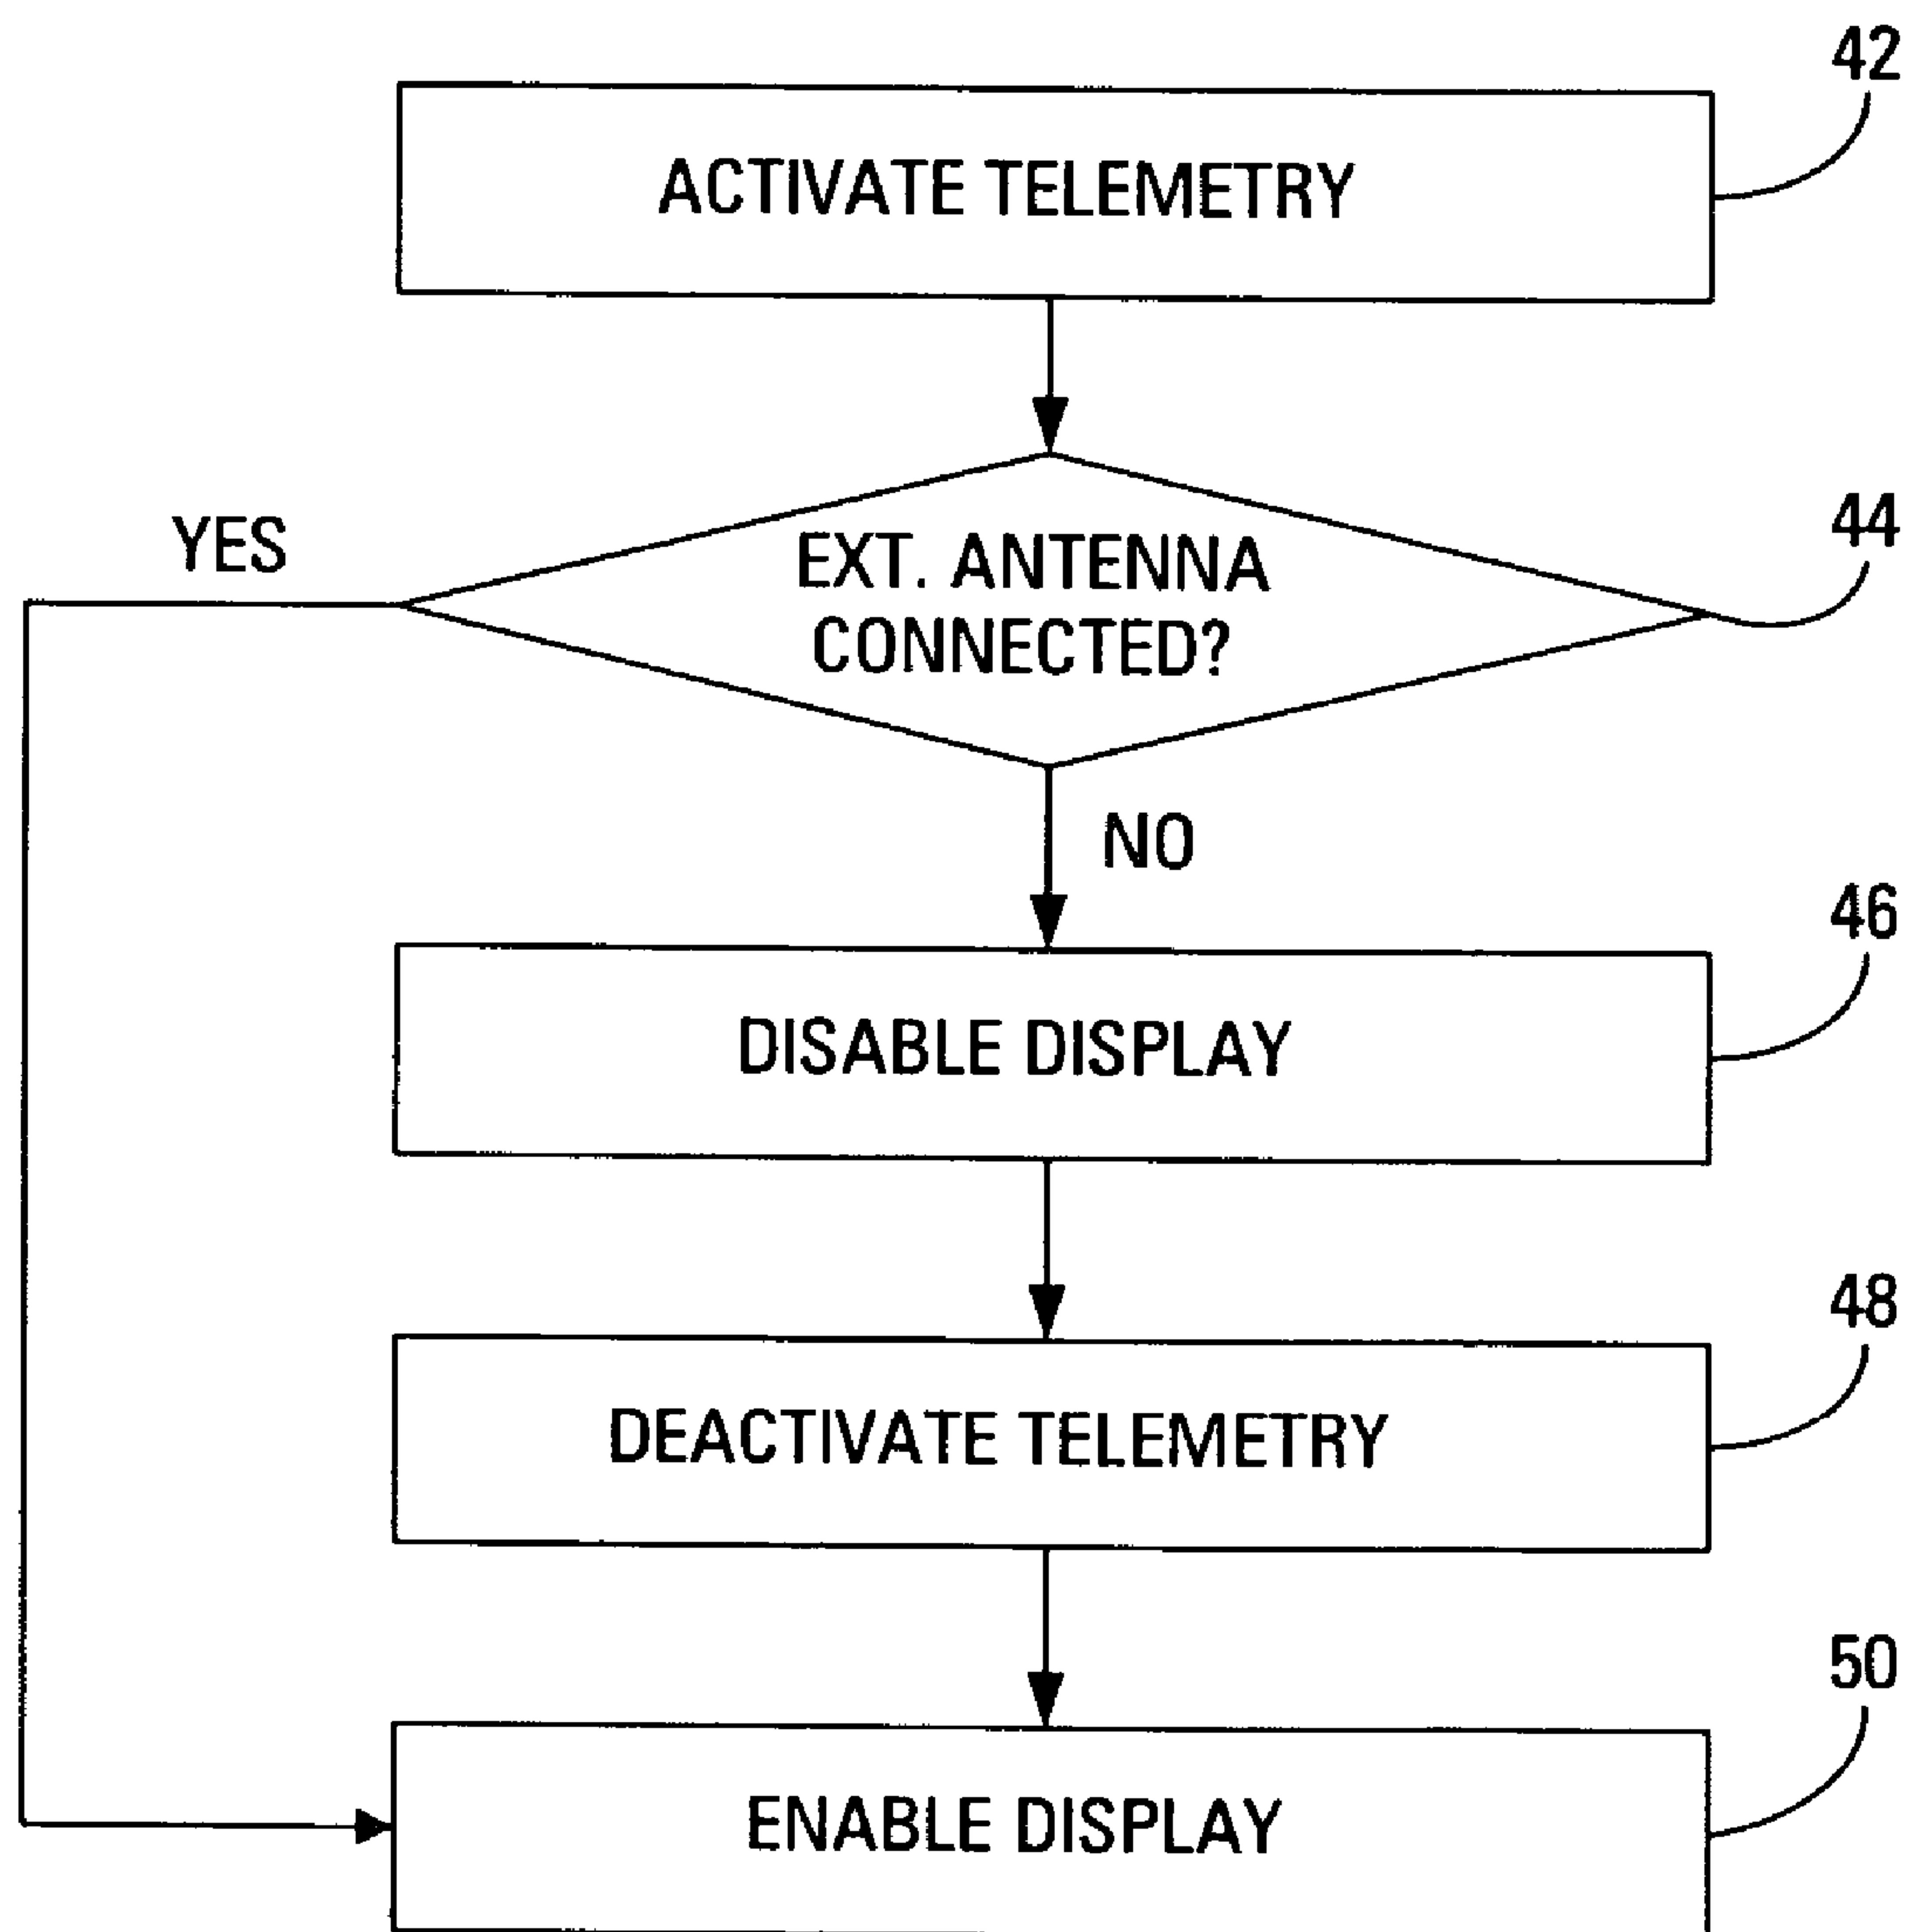 42
ACTIVATE TELEMETRY
44
YES
EXT. ANTENNA
CONNECTED?
NO
46
DISABLE DISPLAY
48
DEACTIVATE TELEMETRY
50
ENABLE DISPLAY